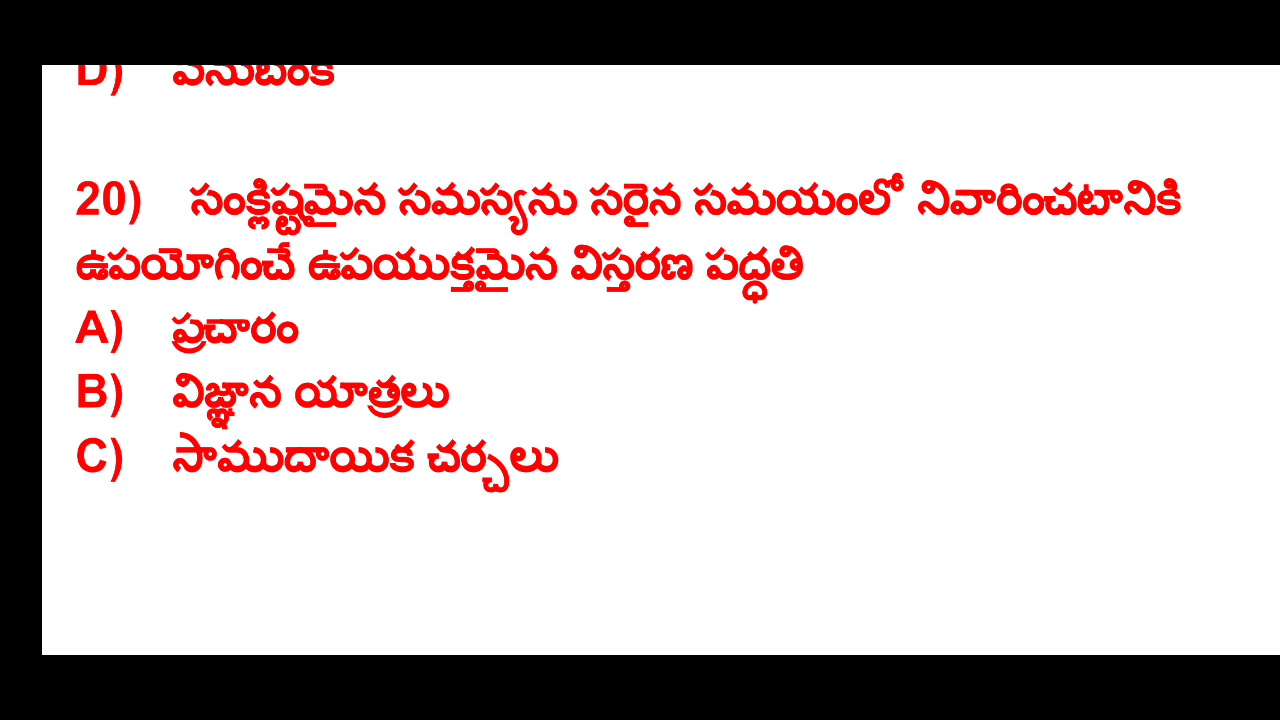 D)
20) సంక్లిష్టమైన సమస్యను సరైన సమయంలో నివారించటానికి
ఉపయోగించే ఉపయుక్తమైన విస్తరణ పద్ధతి
A) ప్రచారం
B) విజ్ఞాన యాత్రలు
C) సాముదాయిక చర్చలు